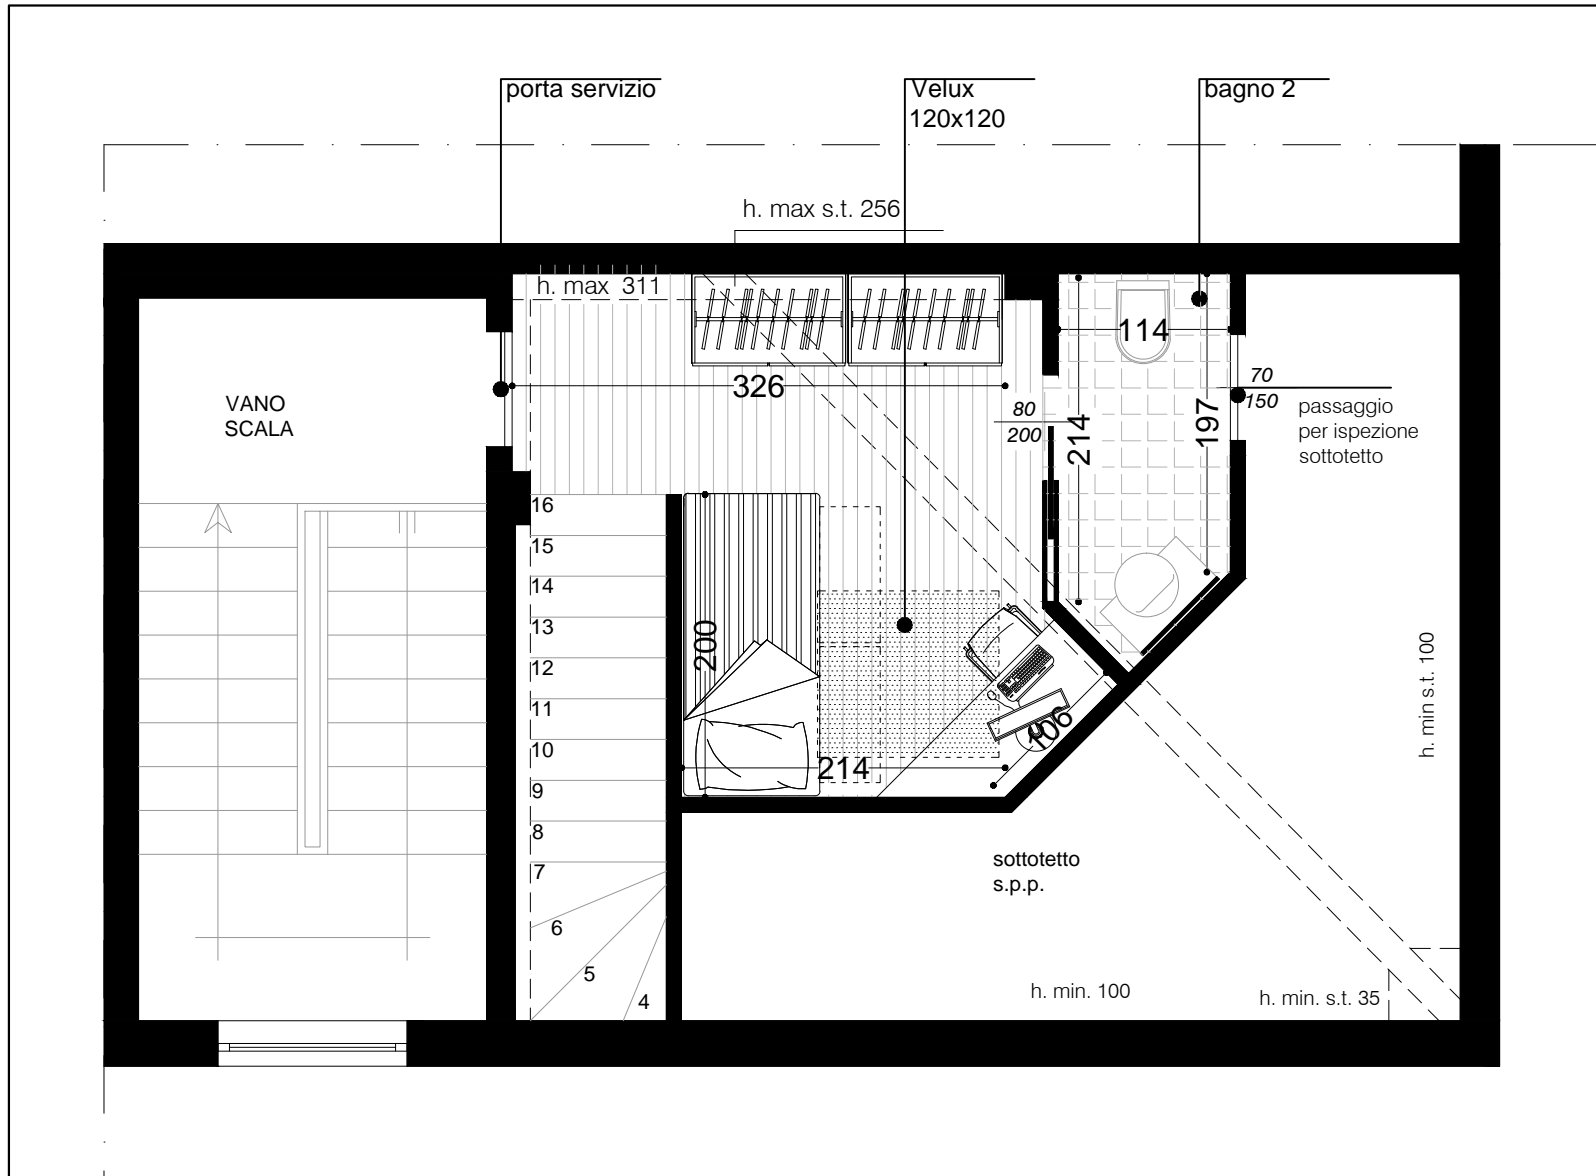 porta servizio
Velux
120x120
bagno 2
h. max s.t. 256
h. max 311
114
326
70
150
80
200
passaggio
per ispezione
sottotetto
VANO
SCALA
214
197
16
15
14
13
12
11
10
9
8
7
6
5
4
200
106
214
h. min s.t. 100
sottotetto
s.p.p.
h. min. 100
h. min. s.t. 35